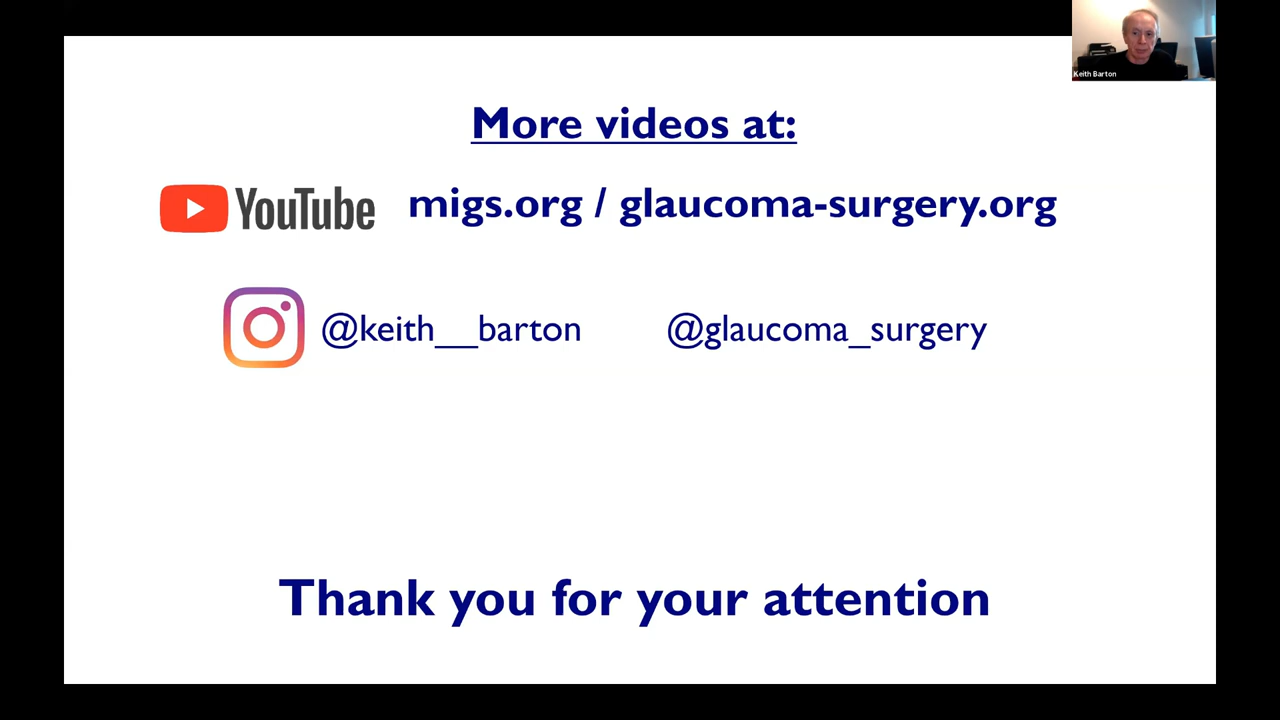 Keith Barton
More videos at:
YouTube migs.org / glaucoma-surgery.org
@keith__barton @glaucoma_surgery
Thank you for your attention